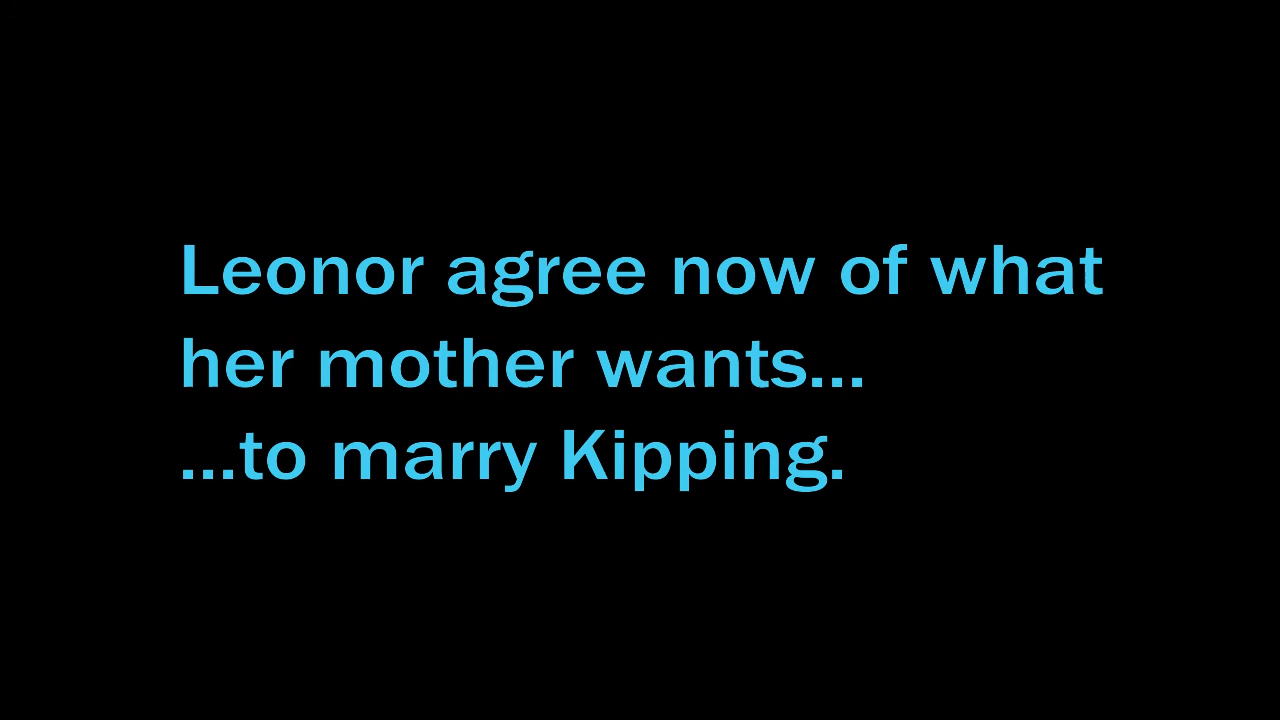 Leonor agree now of what
her mother wants...
...to marry Kipping.